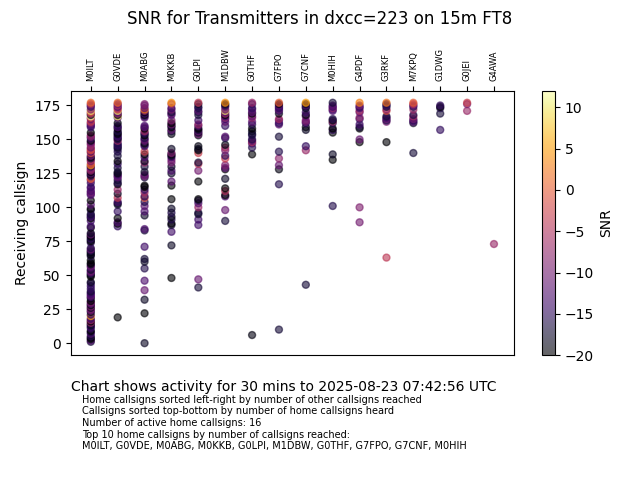 SNR for Transmitters in dxcc=223 on 15m FT8
M0ILT G0VDE M0ABG M0KKB G0LPI M1DBW G0THF G7FPO G7CNF M0HIH G4PDF G3RKF M7KPQ G1DWG G0JEI G4AWA
175
150
125
100
75
50
25
0
Receiving callsign
10
5
0
−5
−10
−15
−20
SNR
Chart shows activity for 30 mins to 2025-08-23 07:42:56 UTC
Home callsigns sorted left-right by number of other callsigns reached
Callsigns sorted top-bottom by number of home callsigns heard
Number of active home callsigns: 16
Top 10 home callsigns by number of callsigns reached:
M0ILT, G0VDE, M0ABG, M0KKB, G0LPI, M1DBW, G0THF, G7FPO, G7CNF, M0HIH